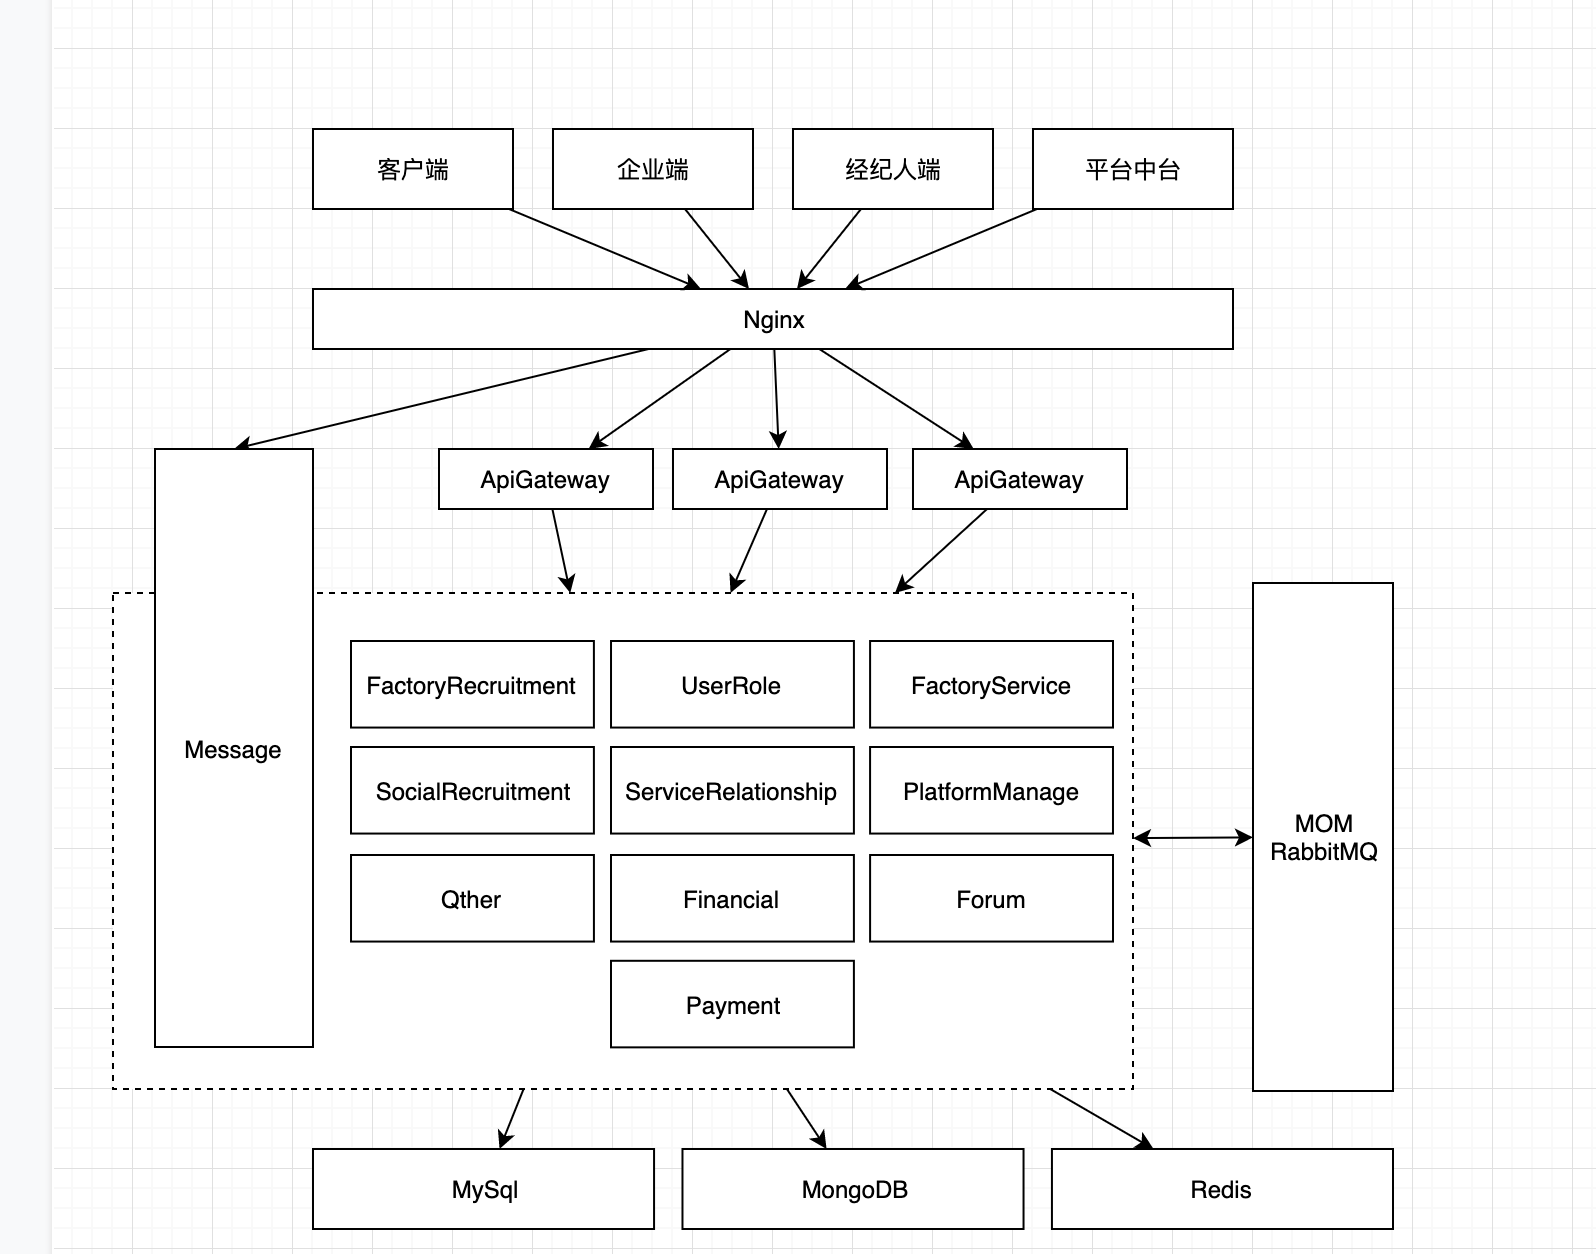 客户端
企业端
经纪人端
平台中台
Nginx
ApiGateway
ApiGateway
ApiGateway
Message
FactoryRecruitment
UserRole
FactoryService
SocialRecruitment
ServiceRelationship
PlatformManage
Qther
Financial
Forum
Payment
MOM
RabbitMQ
MySql
MongoDB
Redis